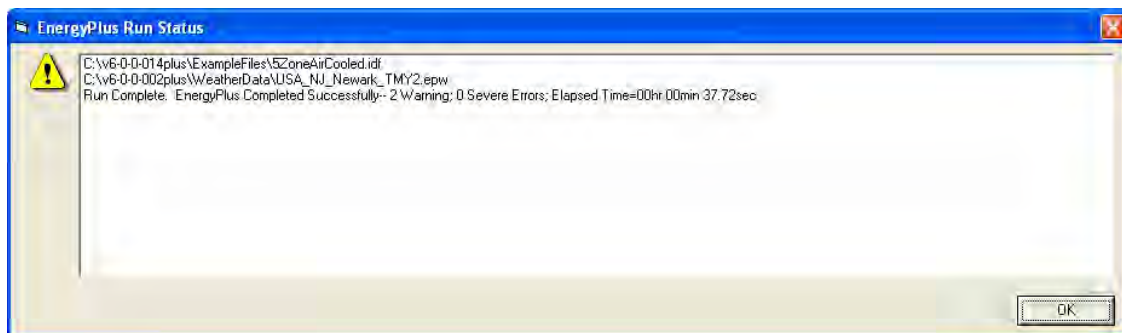 EnergyPlus Run Status
C:\v6-0-0-014plus\ExampleFiles\5ZoneAirCooled.idf
C:\v6-0-0-002plus\WeatherData\USA_NJ_Newark_TMY2.epw
Run Complete.  EnergyPlus Completed Successfully-- 2 Warning; 0 Severe Errors; Elapsed Time=00hr 00min 37.72sec
OK